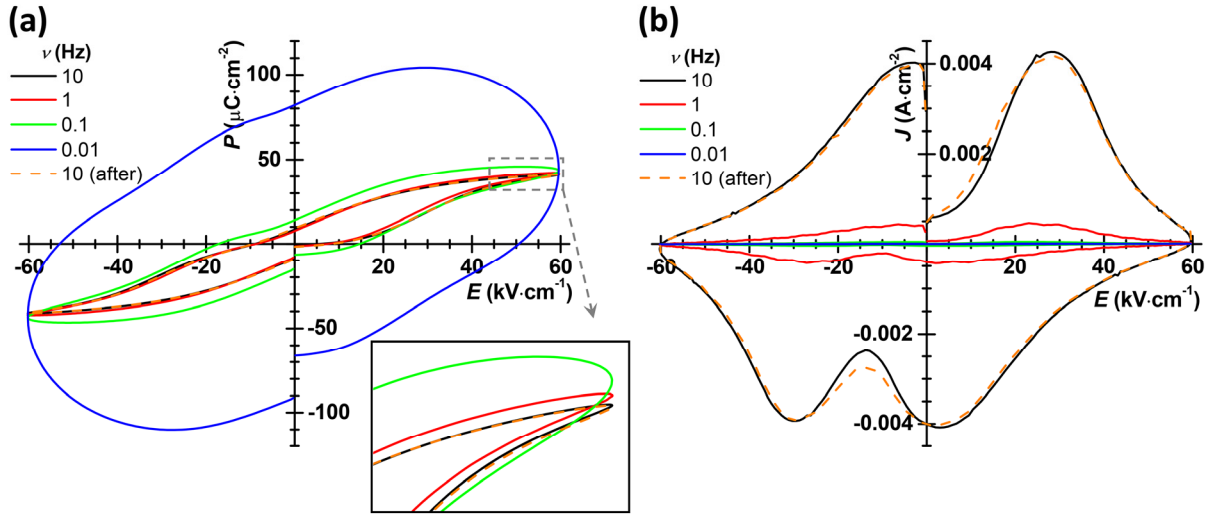 (a)
ν (Hz)
10
1
0.1
0.01
10 (after)
P (μC·cm⁻²)
100
50
-50
-100
-60
-40
-20
20
40
60
E (kV·cm⁻¹)
(b)
ν (Hz)
10
1
0.1
0.01
10 (after)
J (A·cm⁻²)
0.004
0.002
-0.002
-0.004
-60
-40
-20
20
40
60
E (kV·cm⁻¹)